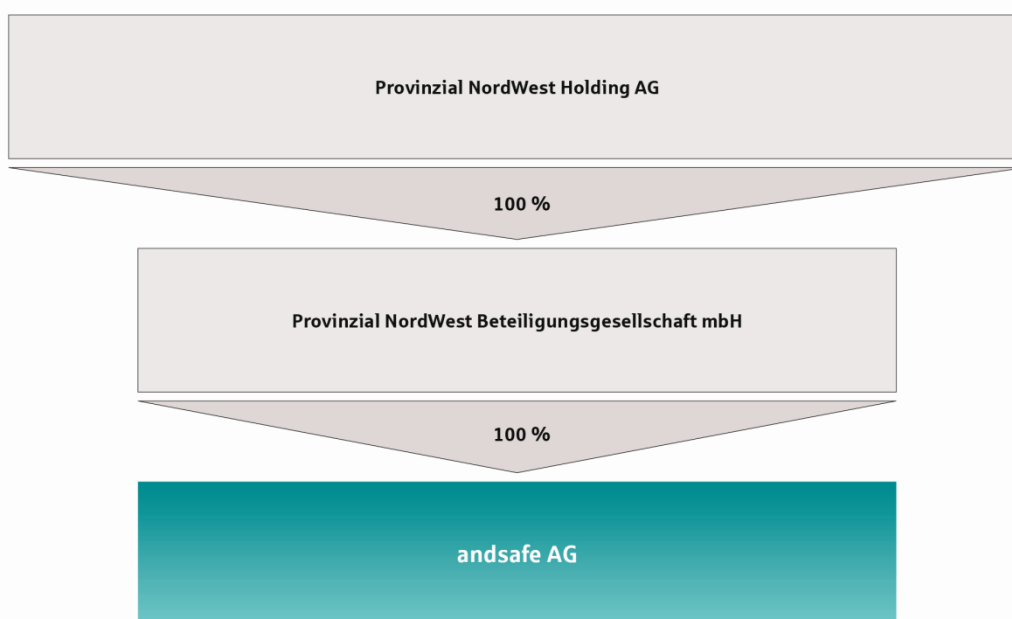 Provinzial NordWest Holding AG
100 %
Provinzial NordWest Beteiligungsgesellschaft mbH
100 %
andsafe AG